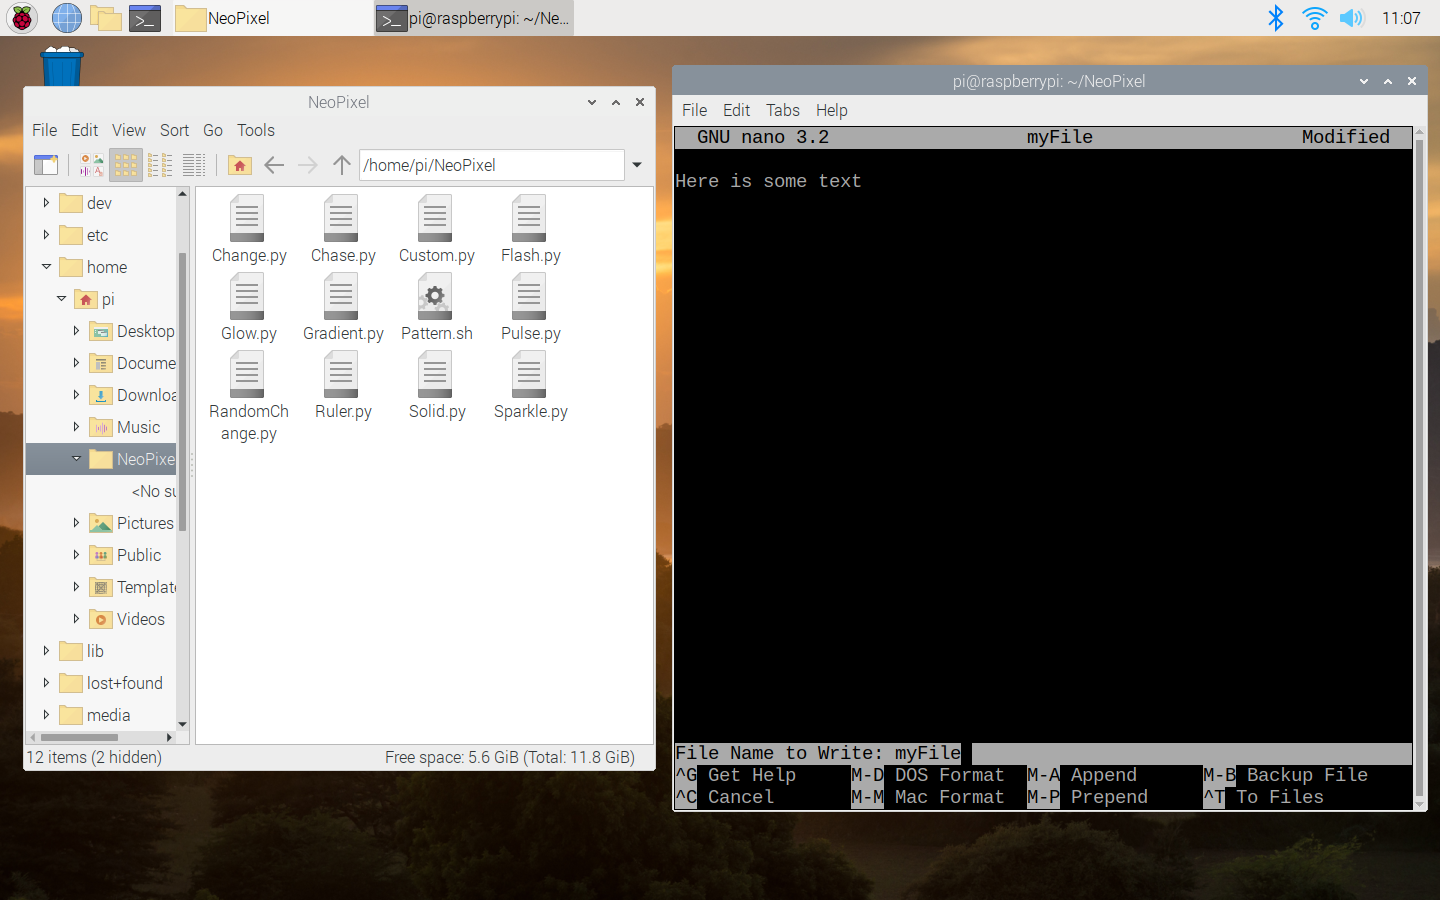 NeoPixel
pi@raspberrypi: ~/Ne...
11:07
NeoPixel
File Edit View Sort Go Tools
/home/pi/NeoPixel
dev
etc
home
pi
Desktop
Docume
Downloa
Music
NeoPixe
<No su
Pictures
Public
Template
Videos
lib
lost+found
media
Change.py
Chase.py
Custom.py
Flash.py
Glow.py
Gradient.py
Pattern.sh
Pulse.py
RandomCh
ange.py
Ruler.py
Solid.py
Sparkle.py
12 items (2 hidden)
Free space: 5.6 GiB (Total: 11.8 GiB)
pi@raspberrypi: ~/NeoPixel
File Edit Tabs Help
GNU nano 3.2 myFile Modified
Here is some text
File Name to Write: myFile
^G Get Help M-D DOS Format M-A Append M-B Backup File
^C Cancel M-M Mac Format M-P Prepend ^T To Files